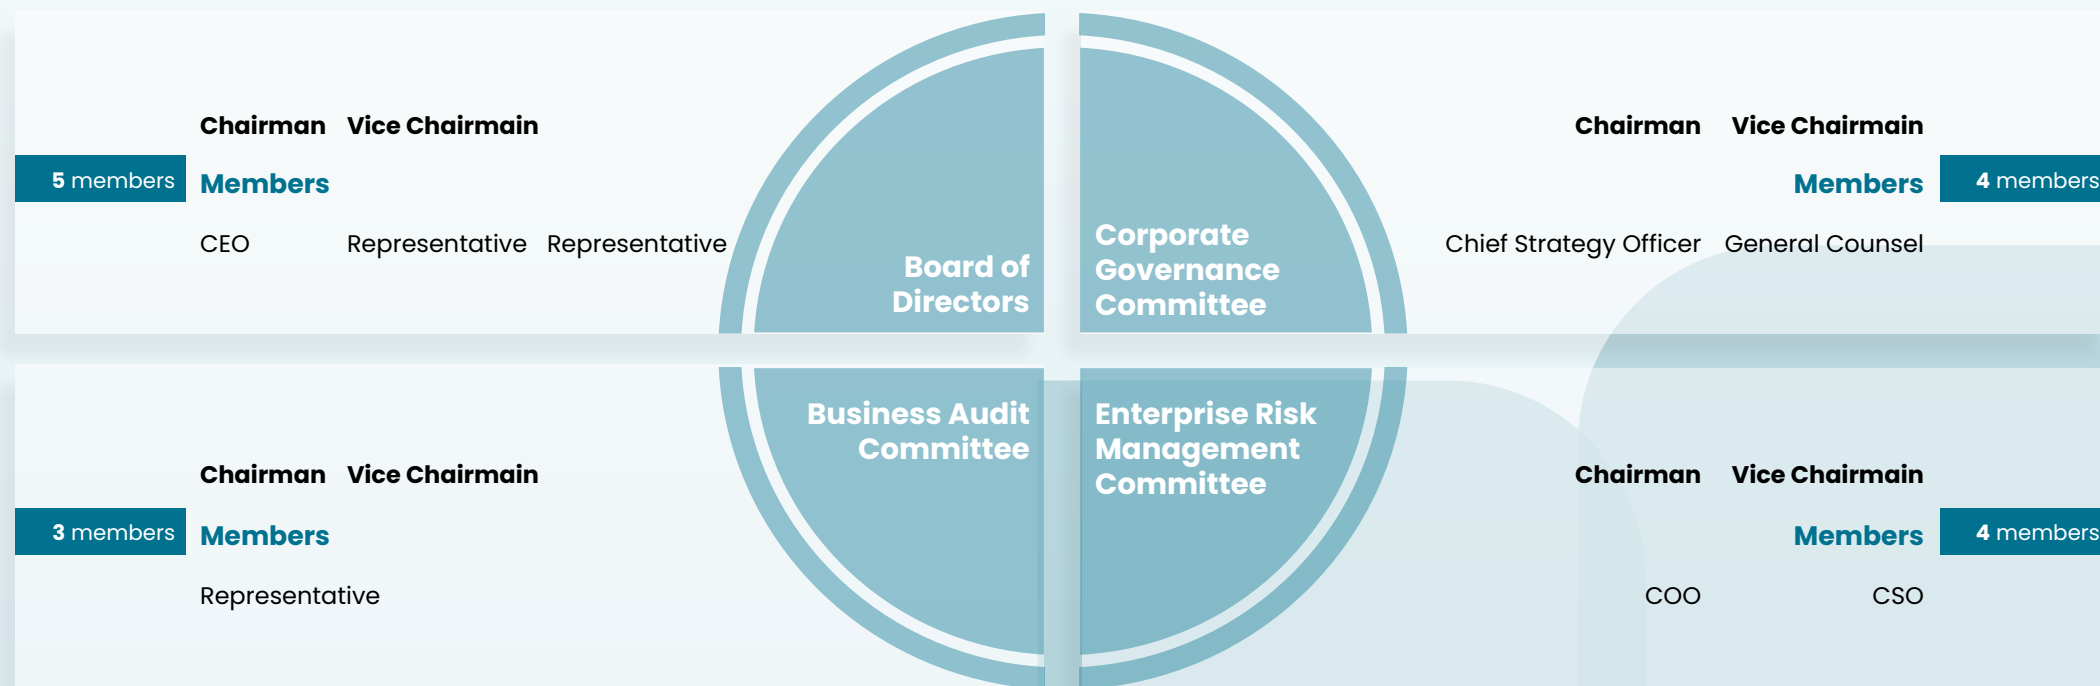 Chairman Vice Chairmain
5 members Members
CEO Representative Representative
Board of
Directors
Corporate
Governance
Committee
Chairman Vice Chairmain
Members 4 members
Chief Strategy Officer General Counsel
Business Audit
Committee
Chairman Vice Chairmain
3 members Members
Representative
Enterprise Risk
Management
Committee
Chairman Vice Chairmain
Members 4 members
COO CSO